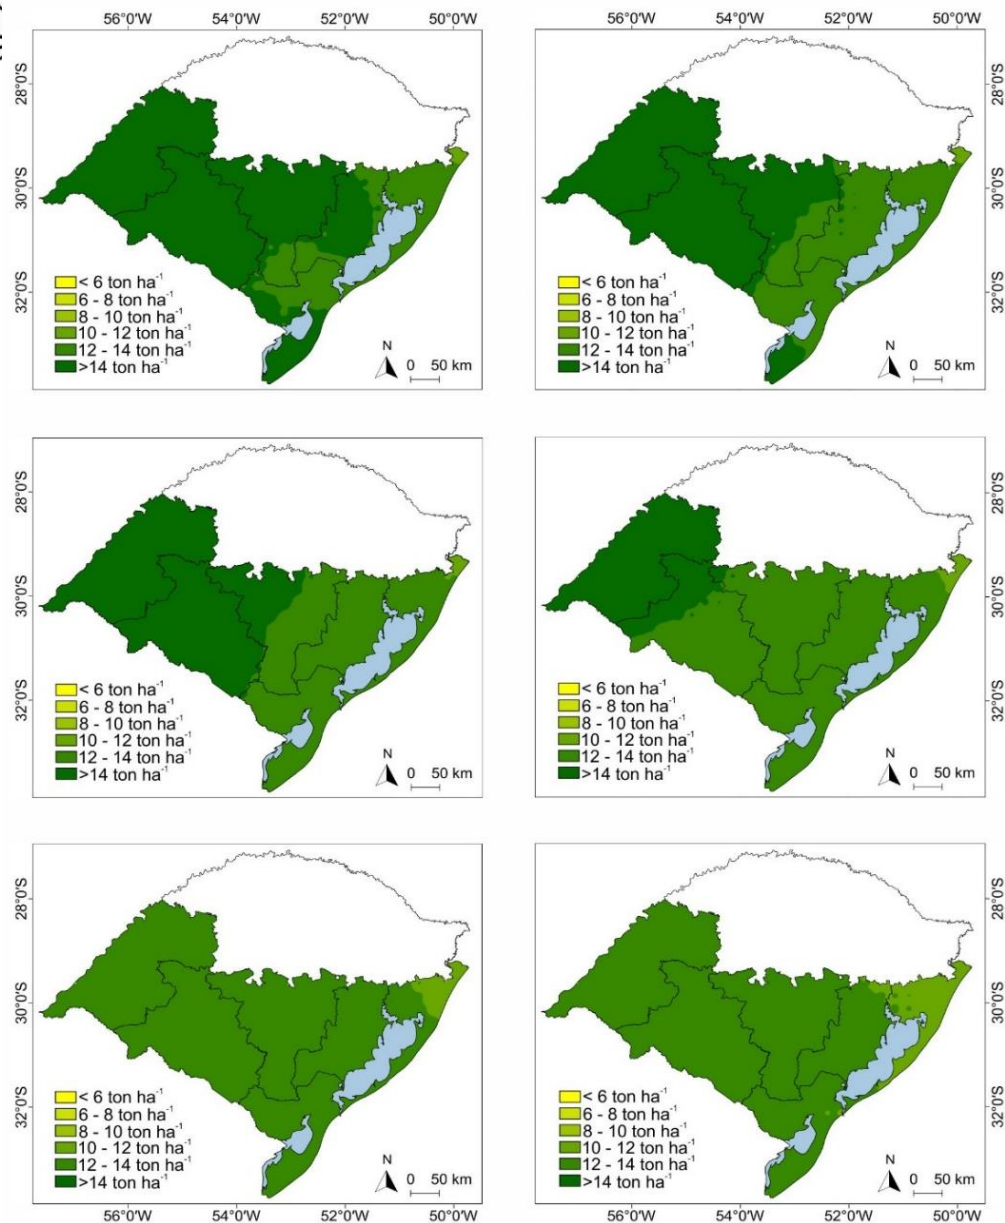 56°0'W 54°0'W 52°0'W 50°0'W
56°0'W 54°0'W 52°0'W 50°0'W
28°0'S
30°0'S
32°0'S
< 6 ton ha⁻¹
6 - 8 ton ha⁻¹
8 - 10 ton ha⁻¹
10 - 12 ton ha⁻¹
12 - 14 ton ha⁻¹
>14 ton ha⁻¹
N
0 50 km
< 6 ton ha⁻¹
6 - 8 ton ha⁻¹
8 - 10 ton ha⁻¹
10 - 12 ton ha⁻¹
12 - 14 ton ha⁻¹
>14 ton ha⁻¹
N
0 50 km
28°0'S
30°0'S
32°0'S
28°0'S
30°0'S
32°0'S
< 6 ton ha⁻¹
6 - 8 ton ha⁻¹
8 - 10 ton ha⁻¹
10 - 12 ton ha⁻¹
12 - 14 ton ha⁻¹
>14 ton ha⁻¹
N
0 50 km
< 6 ton ha⁻¹
6 - 8 ton ha⁻¹
8 - 10 ton ha⁻¹
10 - 12 ton ha⁻¹
12 - 14 ton ha⁻¹
>14 ton ha⁻¹
N
0 50 km
28°0'S
30°0'S
32°0'S
28°0'S
30°0'S
32°0'S
< 6 ton ha⁻¹
6 - 8 ton ha⁻¹
8 - 10 ton ha⁻¹
10 - 12 ton ha⁻¹
12 - 14 ton ha⁻¹
>14 ton ha⁻¹
N
0 50 km
< 6 ton ha⁻¹
6 - 8 ton ha⁻¹
8 - 10 ton ha⁻¹
10 - 12 ton ha⁻¹
12 - 14 ton ha⁻¹
>14 ton ha⁻¹
N
0 50 km
28°0'S
30°0'S
32°0'S
56°0'W 54°0'W 52°0'W 50°0'W
56°0'W 54°0'W 52°0'W 50°0'W